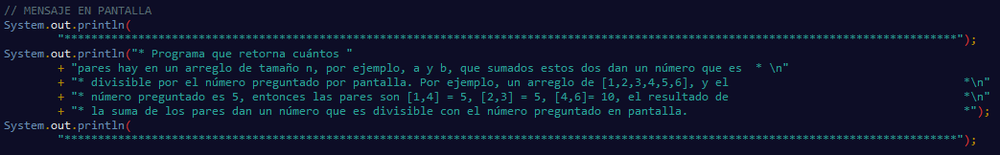 // MENSAJE EN PANTALLA
System.out.println(
"*******************************************************************************************************************************");
System.out.println("* Programa que retorna cuántos "
+ "pares hay en un arreglo de tamaño n, por ejemplo, a y b, que sumados estos dos dan un número que es  * \n"
+ "* divisible por el número preguntado por pantalla. Por ejemplo, un arreglo de [1,2,3,4,5,6], y el                                 *\n"
+ "* número preguntado es 5, entonces las pares son [1,4] = 5, [2,3] = 5, [4,6]= 10, el resultado de                                 *\n"
+ "* la suma de los pares dan un número que es divisible con el número preguntado en pantalla.                                       *");
System.out.println(
"*******************************************************************************************************************************");